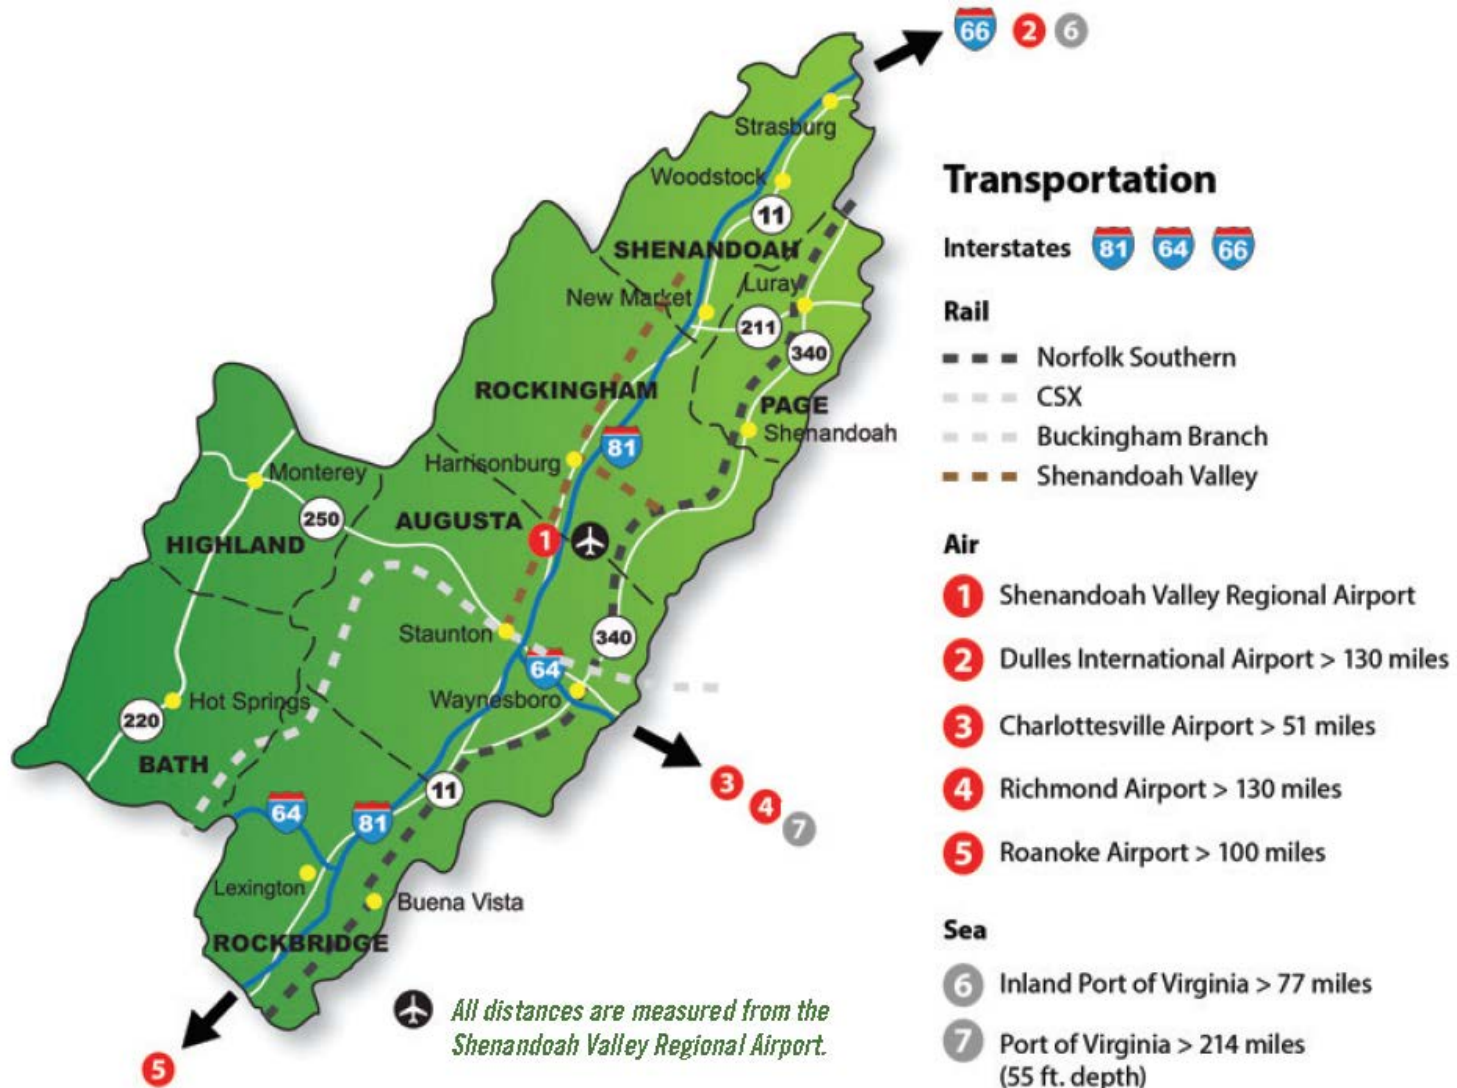 66 2 6
Strasburg
Woodstock
11
SHENANDOAH
Luray
New Market
211
340
ROCKINGHAM
PAGE
Shenandoah
81
Harrisonburg
Monterey
250
AUGUSTA
1
HIGHLAND
Staunton
340
64
Waynesboro
Hot Springs
220
BATH
11
3
4
7
64
81
Lexington
Buena Vista
ROCKBRIDGE
5
All distances are measured from the
Shenandoah Valley Regional Airport.
Transportation
Interstates 81 64 66
Rail
Norfolk Southern
CSX
Buckingham Branch
Shenandoah Valley
Air
1 Shenandoah Valley Regional Airport
2 Dulles International Airport > 130 miles
3 Charlottesville Airport > 51 miles
4 Richmond Airport > 130 miles
5 Roanoke Airport > 100 miles
Sea
6 Inland Port of Virginia > 77 miles
7 Port of Virginia > 214 miles
(55 ft. depth)